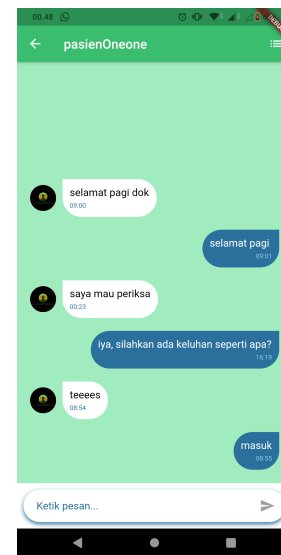 00.48
DEBUG
pasienOneone
selamat pagi dok
09:00
selamat pagi
09:01
saya mau periksa
00:23
iya, silahkan ada keluhan seperti apa?
16:19
teeees
08:54
masuk
08:55
Ketik pesan...